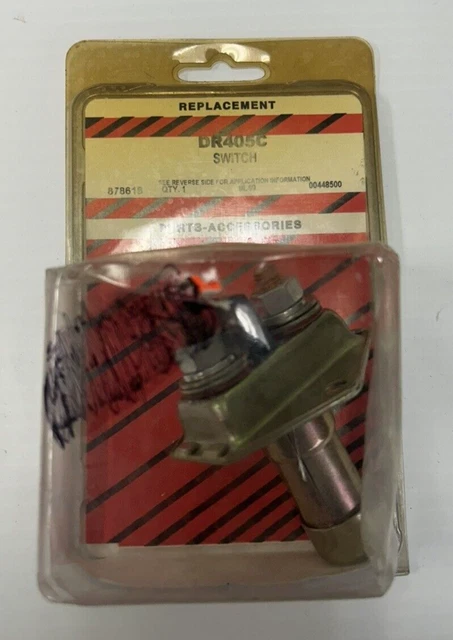 REPLACEMENT
DR405C
SWITCH
SEE REVERSE SIDE FOR APPLICATION INFORMATION
878615 QTY. 1 00448500
PARTS-ACCESSORIES